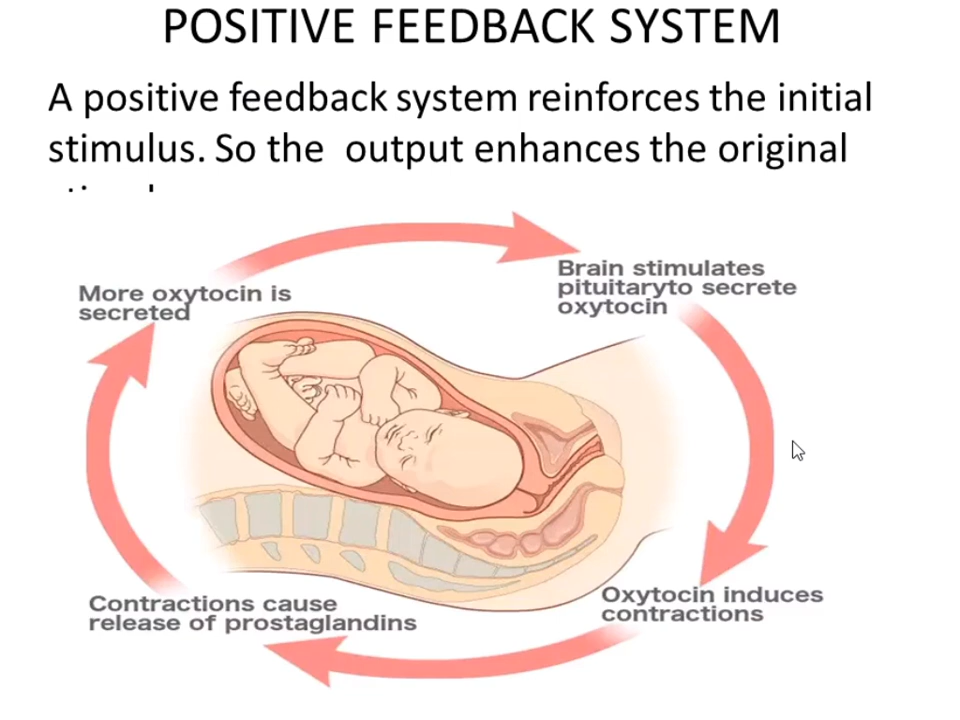 POSITIVE FEEDBACK SYSTEM
A positive feedback system reinforces the initial
stimulus. So the output enhances the original
Brain stimulates
pituitaryto secrete
oxytocin
Oxytocin induces
contractions
Contractions cause
release of prostaglandins
More oxytocin is
secreted